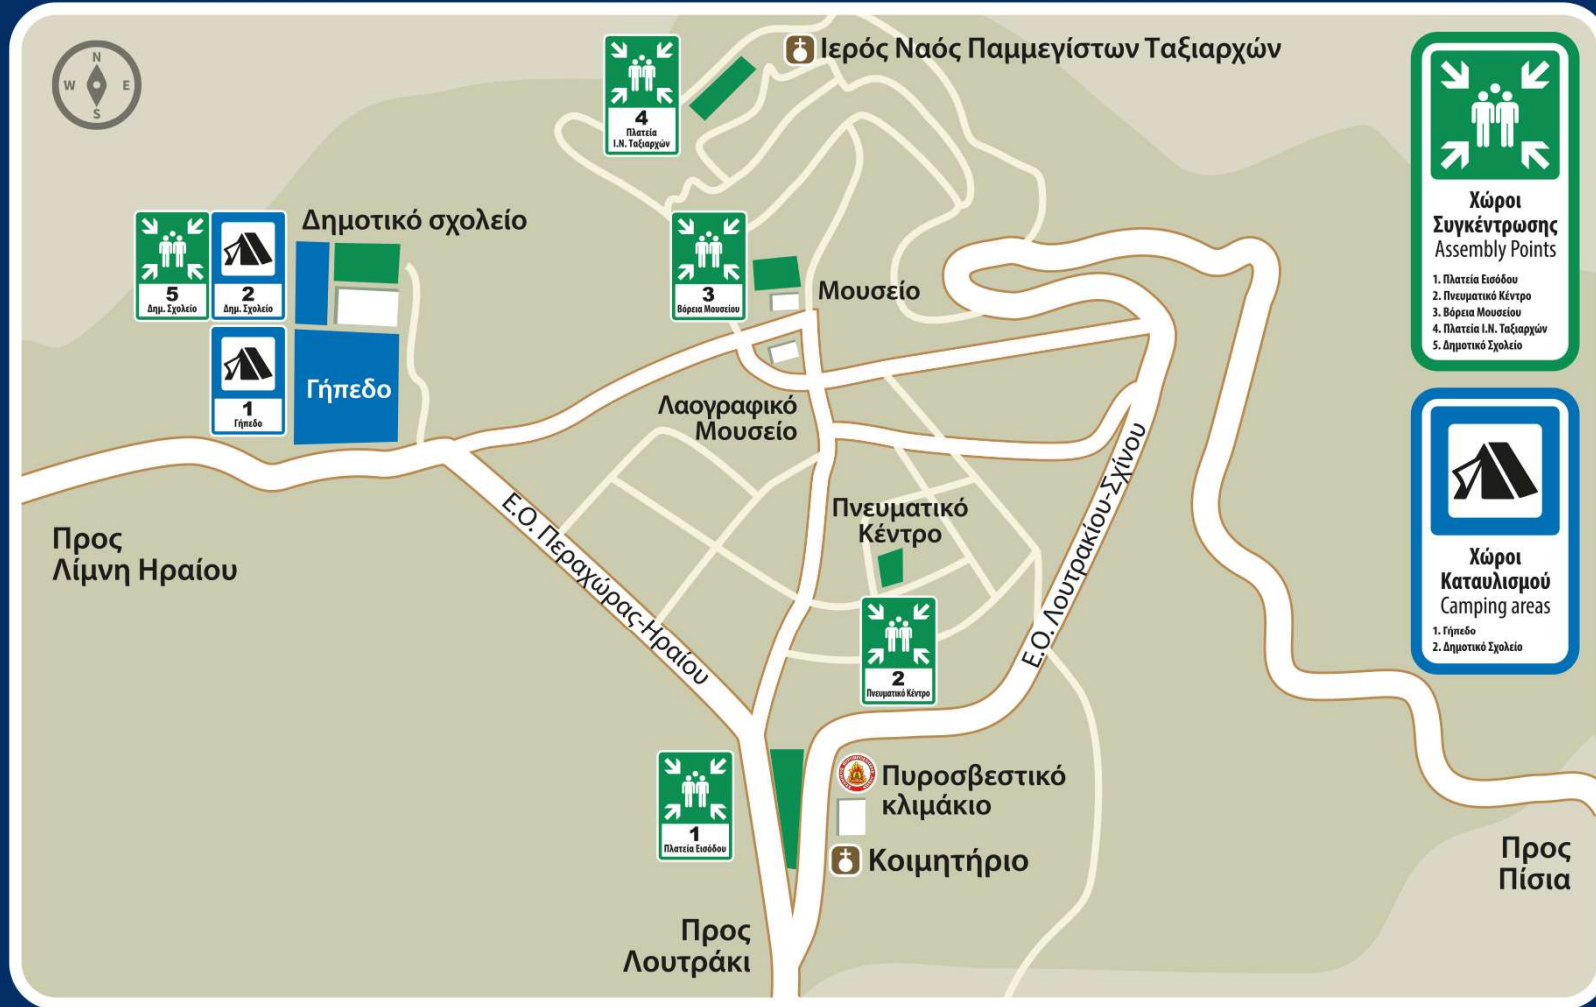 N
W E
S
Ιερός Ναός Παμμεγίστων Ταξιαρχών
4
Πλατεία
Ι.Ν. Ταξιαρχών
Δημοτικό σχολείο
5
Δημ. Σχολείο
2
Δημ. Σχολείο
1
Γήπεδο
Γήπεδο
3
Βόρεια Μουσείου
Μουσείο
Λαογραφικό
Μουσείο
Πνευματικό
Κέντρο
2
Πνευματικό Κέντρο
Ε.Ο. Περαχώρας-Ηραίου
Ε.Ο. Λουτρακίου-Σχίνου
Προς
Λίμνη Ηραίου
1
Πλατεία Εισόδου
Πυροσβεστικό
κλιμάκιο
Κοιμητήριο
Προς
Λουτράκι
Προς
Πίσια
Χώροι
Συγκέντρωσης
Assembly Points
1. Πλατεία Εισόδου
2. Πνευματικό Κέντρο
3. Βόρεια Μουσείου
4. Πλατεία Ι.Ν. Ταξιαρχών
5. Δημοτικό Σχολείο
Χώροι
Καταυλισμού
Camping areas
1. Γήπεδο
2. Δημοτικό Σχολείο